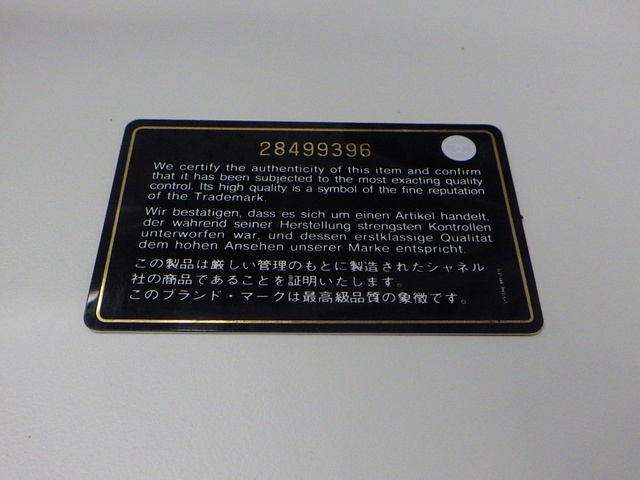 28499396
We certify the authenticity of this item and confirm
that it has been subjected to the most exacting quality
control. Its high quality is a symbol of the fine reputation
of the Trademark.
Wir bestätigen, dass es sich um einen Artikel handelt,
der während seiner Herstellung strengsten Kontrollen
unterworfen war, und dessen erstklassige Qualität
dem hohen Ansehen unserer Marke entspricht.
この製品は厳しい管理のもとに製造されたシャネル
社の商品であることを証明いたします。
このブランド・マークは最高級品質の象徴です。